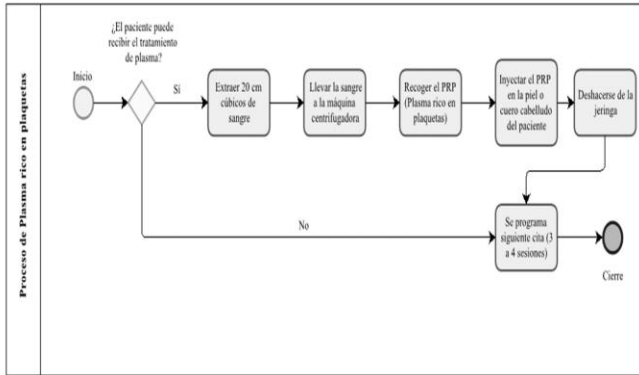 Proceso de Plasma rico en plaquetas
¿El paciente puede
recibir el tratamiento
de plasma?
Inicio
Si
Extraer 20 cm
cúbicos de
sangre
Llevar la sangre
a la máquina
centrifugadora
Recoger el PRP
(Plasma rico en
plaquetas)
Inyectar el PRP
en la piel o
cuero cabelludo
del paciente
Deshacerse de la
jeringa
No
Se programa
siguiente cita (3
a 4 sesiones)
Cierre